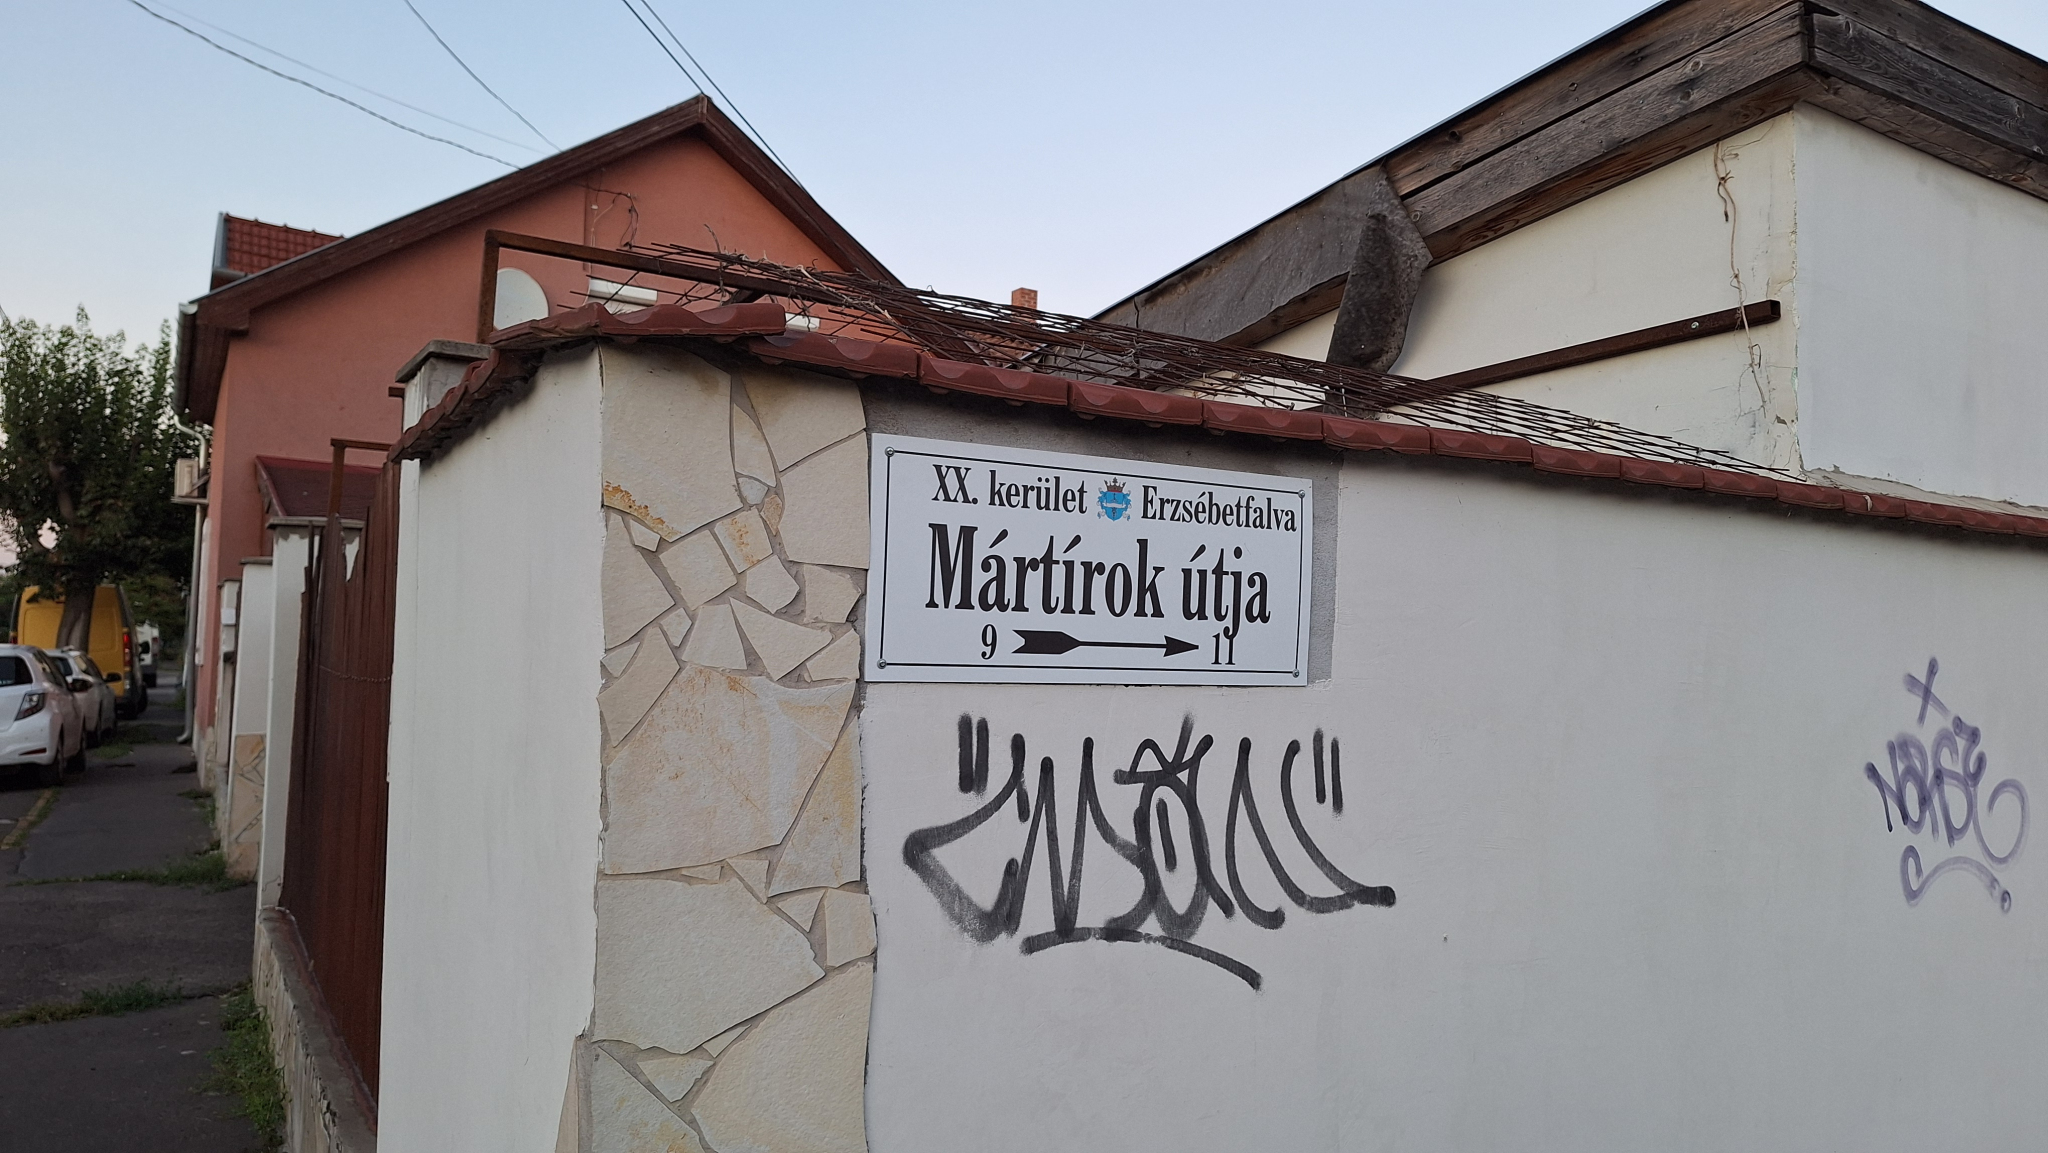 XX. kerület Erzsébetfalva
Mártírok útja
9 11